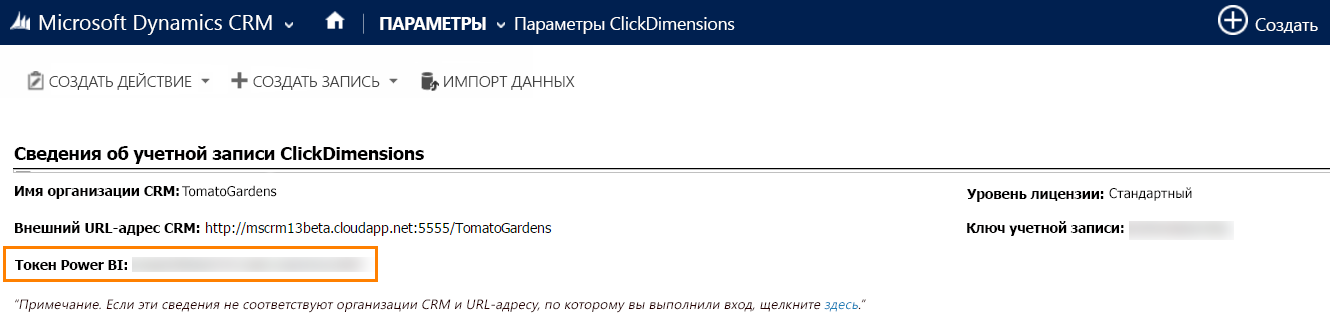 Microsoft Dynamics CRM ПАРАМЕТРЫ Параметры ClickDimensions Создать
СОЗДАТЬ ДЕЙСТВИЕ СОЗДАТЬ ЗАПИСЬ ИМПОРТ ДАННЫХ
Сведения об учетной записи ClickDimensions
Имя организации CRM: TomatoGardens Уровень лицензии: Стандартный
Внешний URL-адрес CRM: http://mscrm13beta.cloudapp.net:5555/TomatoGardens Ключ учетной записи:
Токен Power BI:
"Примечание. Если эти сведения не соответствуют организации CRM и URL-адресу, по которому вы выполнили вход, щелкните здесь."